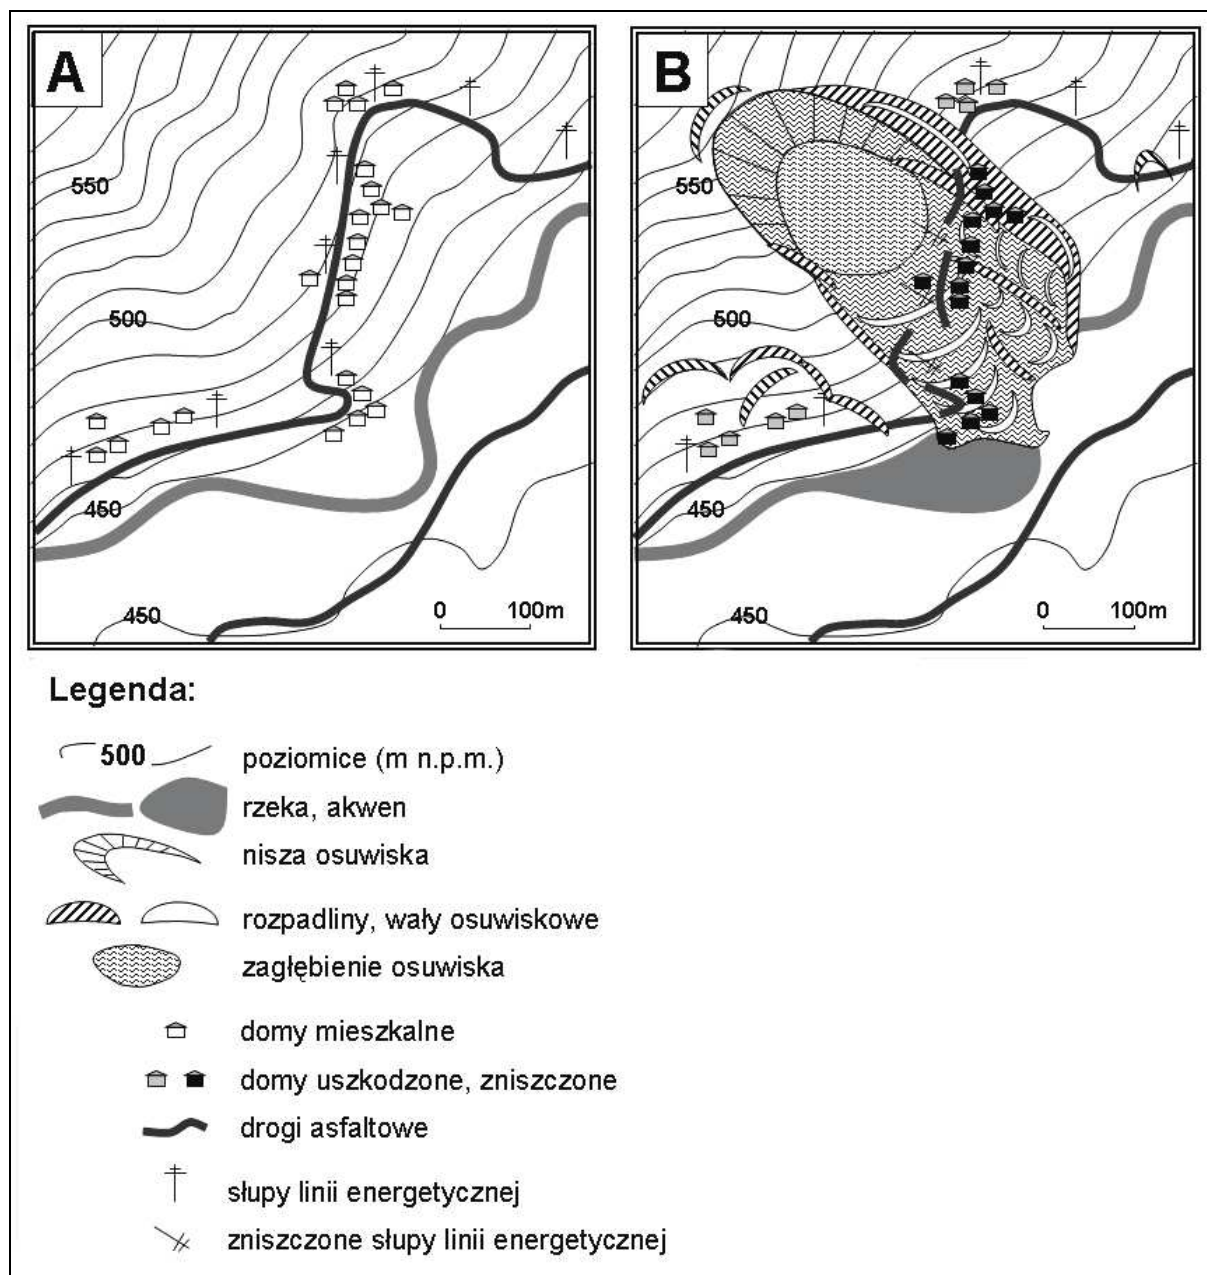 A
550
500
450
450
0 100m
B
550
500
450
450
0 100m
Legenda:
500 poziomice (m n.p.m.)
rzeka, akwen
nisza osuwiska
rozpadliny, wały osuwiskowe
zagłębienie osuwiska
domy mieszkalne
domy uszkodzone, zniszczone
drogi asfaltowe
słupy linii energetycznej
zniszczone słupy linii energetycznej